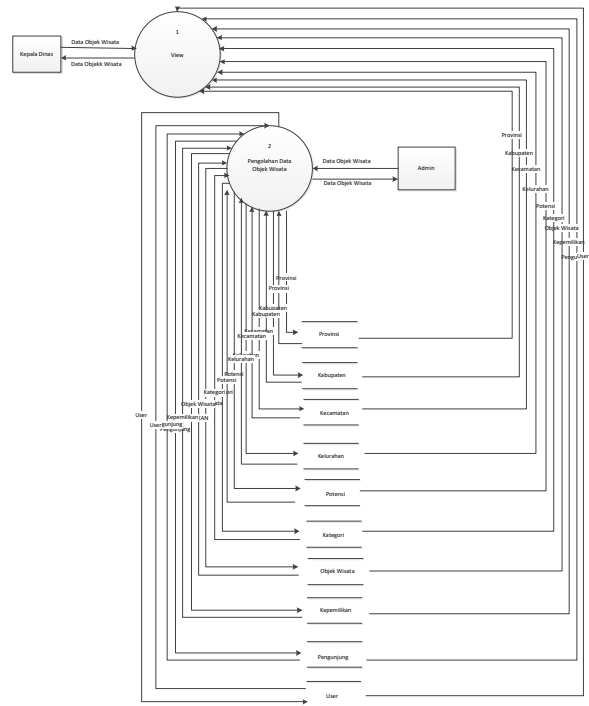 1
View
Kepala Dinas
Data Objek Wisata
Data Objekk Wisata
2
Pengolahan Data
Objek Wisata
Data Objek Wisata
Data Objek Wisata
Admin
Provinsi
Kabupaten
Kecamatan
Kelurahan
Potensi
Kategori
Objek Wisata
Kepemilikan
User
Provinsi
Provinsi
Kabupaten
Kabupaten
Kecamatan
Kelurahan
Potensi
Potensi
Kategori
Objek Wisata
Kepemilikan
User
User
Provinsi
Kabupaten
Kecamatan
Kelurahan
Potensi
Kategori
Objek Wisata
Kepemilikan
Pengunjung
User